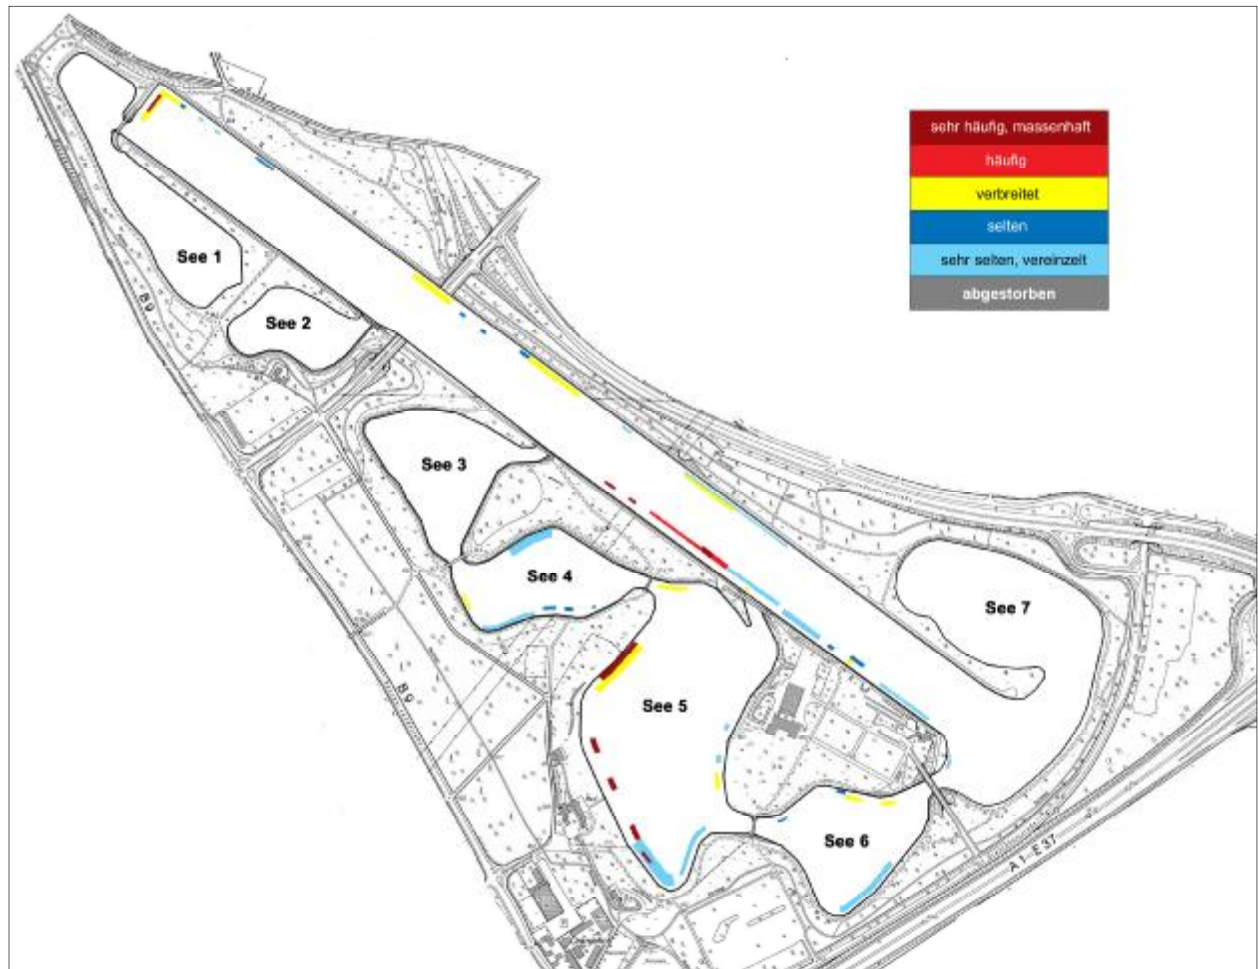 sehr häufig, massenhaft
häufig
verbreitet
selten
sehr selten, vereinzelt
abgestorben
See 1
B 9
See 2
See 3
See 4
See 7
B 9
See 5
See 6
A 1 - E 37